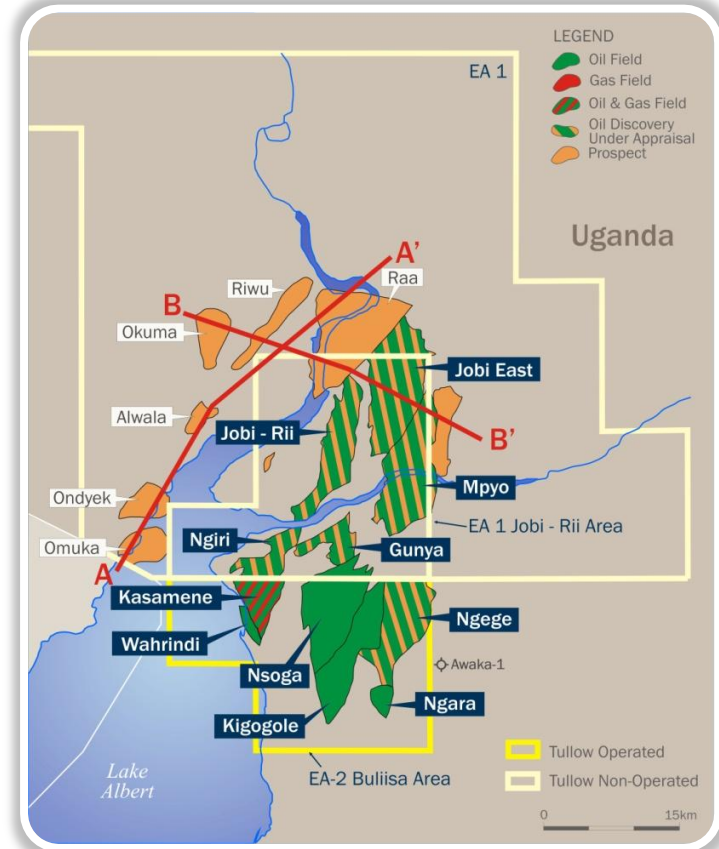 LEGEND
Oil Field
Gas Field
Oil & Gas Field
Oil Discovery
Under Appraisal
Prospect
EA 1
Uganda
A'
Raa
Riwu
B
Okuma
Jobi East
Alwala
Jobi - Rii
B'
Mpyo
Ondyek
EA 1 Jobi - Rii Area
Ngiri
Gunya
Omuka
A
Kasamene
Ngege
Wahrindi
Awaka-1
Nsoga
Ngara
Kigogole
Tullow Operated
EA-2 Buliisa Area
Tullow Non-Operated
Lake
Albert
0 15km